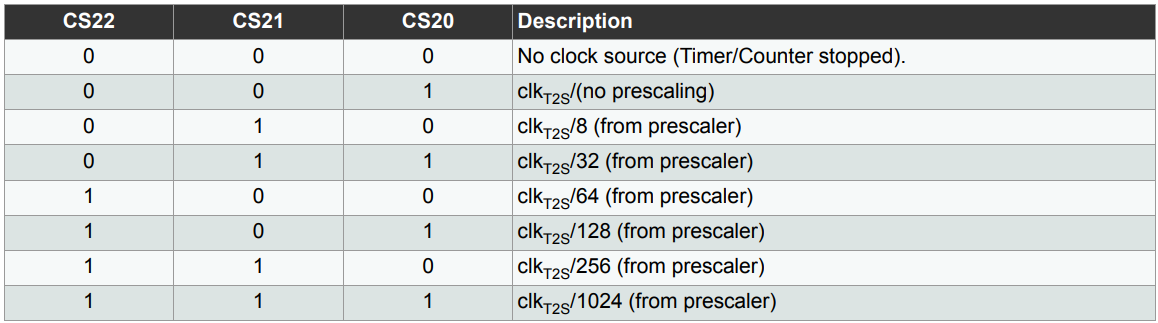 CS22 CS21 CS20 Description
0 0 0 No clock source (Timer/Counter stopped).
0 0 1 clkT2S/(no prescaling)
0 1 0 clkT2S/8 (from prescaler)
0 1 1 clkT2S/32 (from prescaler)
1 0 0 clkT2S/64 (from prescaler)
1 0 1 clkT2S/128 (from prescaler)
1 1 0 clkT2S/256 (from prescaler)
1 1 1 clkT2S/1024 (from prescaler)